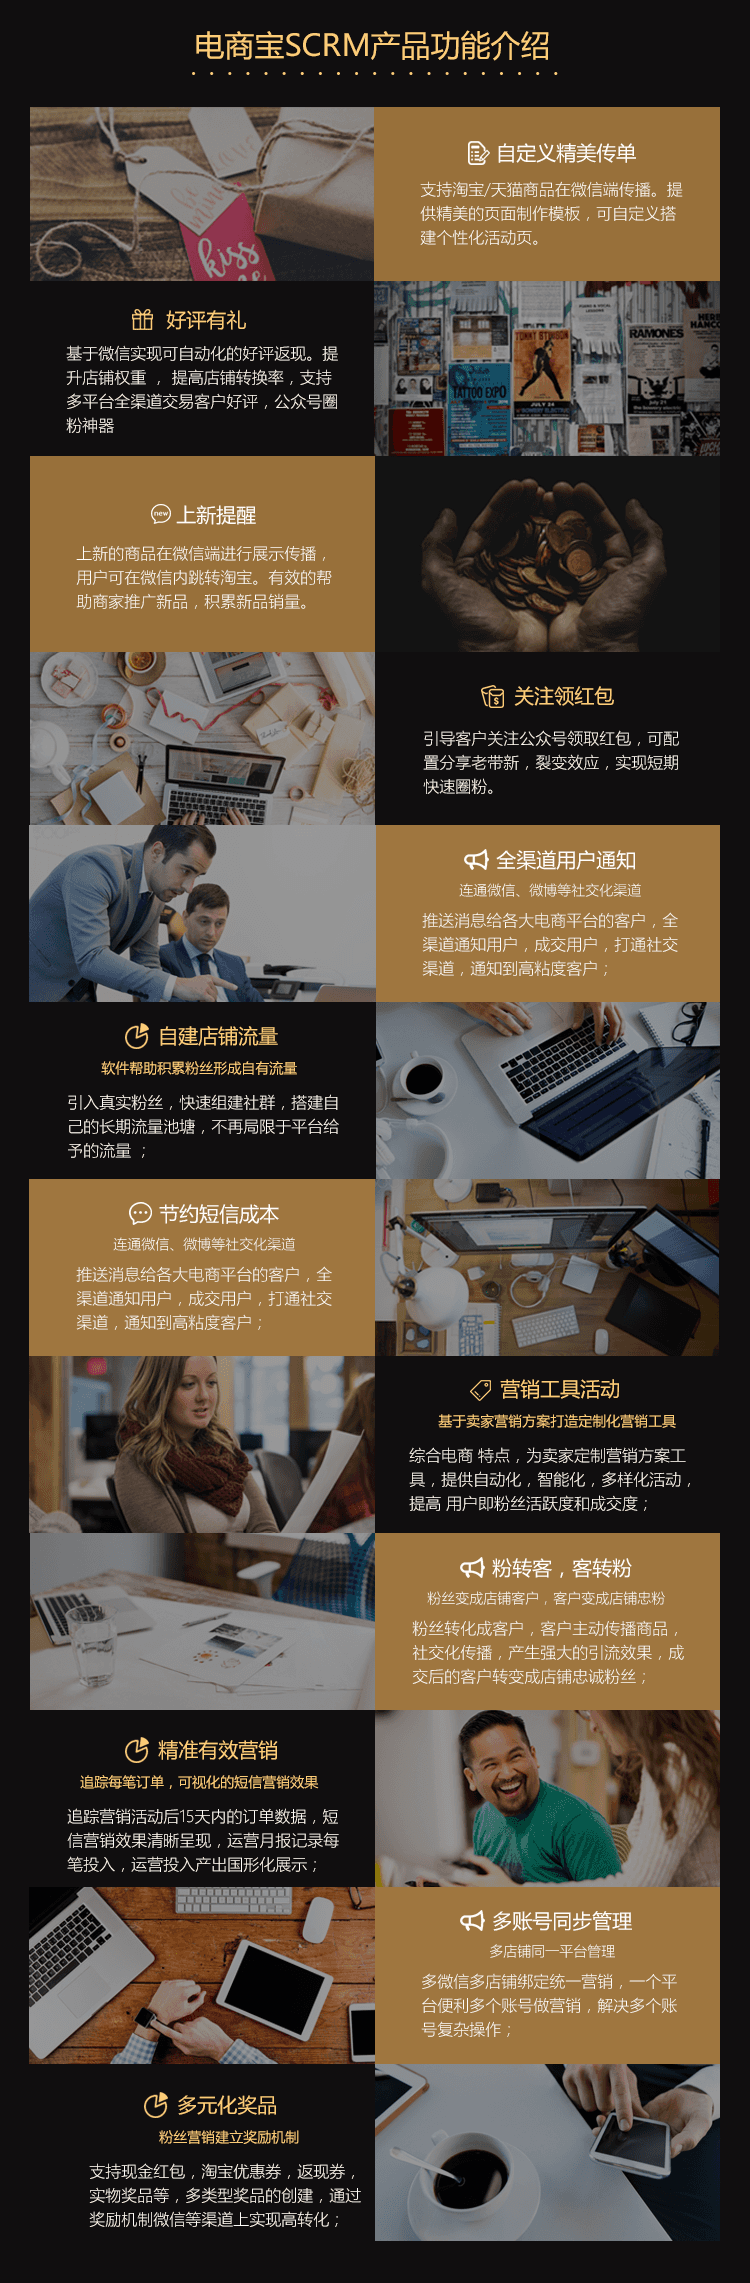 电商宝SCRM产品功能介绍
自定义精美传单
支持淘宝/天猫商品在微信端传播。提
供精美的页面制作模板，可自定义搭
建个性化活动页。
kiss
me
好评有礼
基于微信实现可自动化的好评返现。提
升店铺权重 ， 提高店铺转换率，支持
多平台全渠道交易客户好评，公众号圈
粉神器
RAMONES
TATTOO EXPO
JULY 24
new
上新提醒
上新的商品在微信端进行展示传播，
用户可在微信内跳转淘宝。有效的帮
助商家推广新品，积累新品销量。
关注领红包
引导客户关注公众号领取红包，可配
置分享老带新，裂变效应，实现短期
快速圈粉。
全渠道用户通知
连通微信、微博等社交化渠道
推送消息给各大电商平台的客户，全
渠道通知用户，成交用户，打通社交
渠道，通知到高粘度客户；
自建店铺流量
软件帮助积累粉丝形成自有流量
引入真实粉丝，快速组建社群，搭建自
己的长期流量池塘，不再局限于平台给
予的流量 ；
节约短信成本
连通微信、微博等社交化渠道
推送消息给各大电商平台的客户，全
渠道通知用户，成交用户，打通社交
渠道，通知到高粘度客户；
营销工具活动
基于卖家营销方案打造定制化营销工具
综合电商 特点，为卖家定制营销方案工
具，提供自动化，智能化，多样化活动，
提高 用户即粉丝活跃度和成交度；
粉转客，客转粉
粉丝变成店铺客户，客户变成店铺忠粉
粉丝转化成客户，客户主动传播商品，
社交化传播，产生强大的引流效果，成
交后的客户转变成店铺忠诚粉丝；
精准有效营销
追踪每笔订单，可视化的短信营销效果
追踪营销活动后15天内的订单数据，短
信营销效果清晰呈现，运营月报记录每
笔投入，运营投入产出国形化展示；
多账号同步管理
多店铺同一平台管理
多微信多店铺绑定统一营销，一个平
台便利多个账号做营销，解决多个账
号复杂操作；
多元化奖品
粉丝营销建立奖励机制
支持现金红包，淘宝优惠券，返现券，
实物奖品等，多类型奖品的创建，通过
奖励机制微信等渠道上实现高转化；